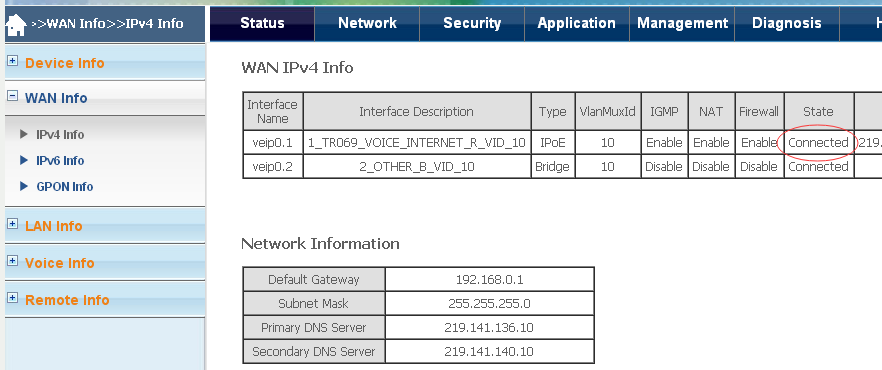 >>WAN Info>>IPv4 Info
Status Network Security Application Management Diagnosis H
Device Info
WAN Info
IPv4 Info
IPv6 Info
GPON Info
LAN Info
Voice Info
Remote Info
WAN IPv4 Info
Interface Name Interface Description Type VlanMuxId IGMP NAT Firewall State
veip0.1 1_TR069_VOICE_INTERNET_R_VID_10 IPoE 10 Enable Enable Enable Connected 219.
veip0.2 2_OTHER_B_VID_10 Bridge 10 Disable Disable Disable Connected
Network Information
Default Gateway 192.168.0.1
Subnet Mask 255.255.255.0
Primary DNS Server 219.141.136.10
Secondary DNS Server 219.141.140.10